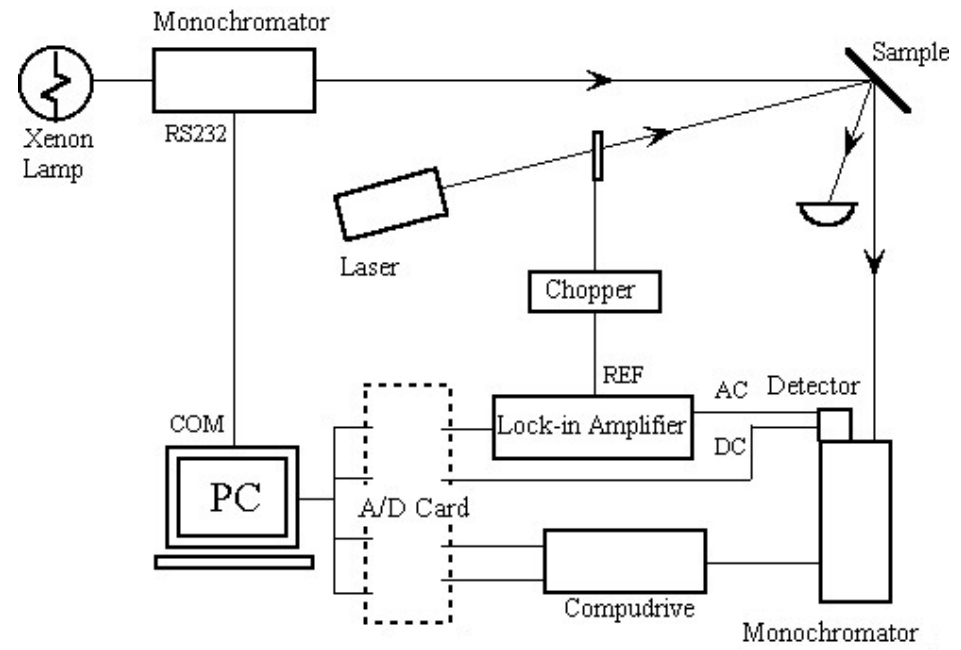 Monochromator
Sample
Xenon
Lamp
RS232
Laser
Chopper
REF
AC
Detector
COM
Lock-in Amplifier
DC
PC
A/D Card
Compudrive
Monochromator